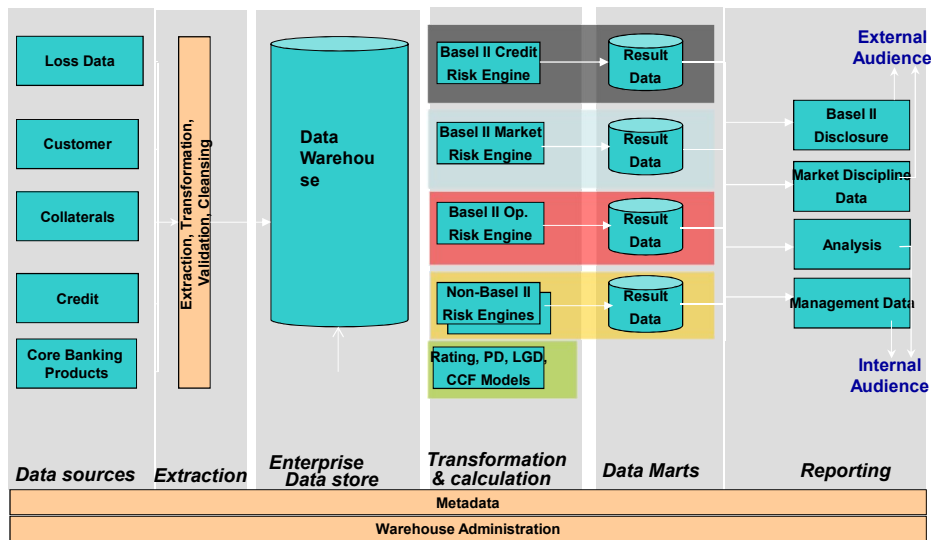 Loss Data
Customer
Collaterals
Credit
Core Banking
Products
Data sources
Extraction, Transformation,
Validation, Cleansing
Extraction
Data
Warehou
se
Enterprise
Data store
Basel II Credit
Risk Engine
Basel II Market
Risk Engine
Basel II Op.
Risk Engine
Non-Basel II
Risk Engines
Rating, PD, LGD,
CCF Models
Transformation
& calculation
Result
Data
Result
Data
Result
Data
Result
Data
Data Marts
External
Audience
Basel II
Disclosure
Market Discipline
Data
Analysis
Management Data
Internal
Audience
Reporting
Metadata
Warehouse Administration